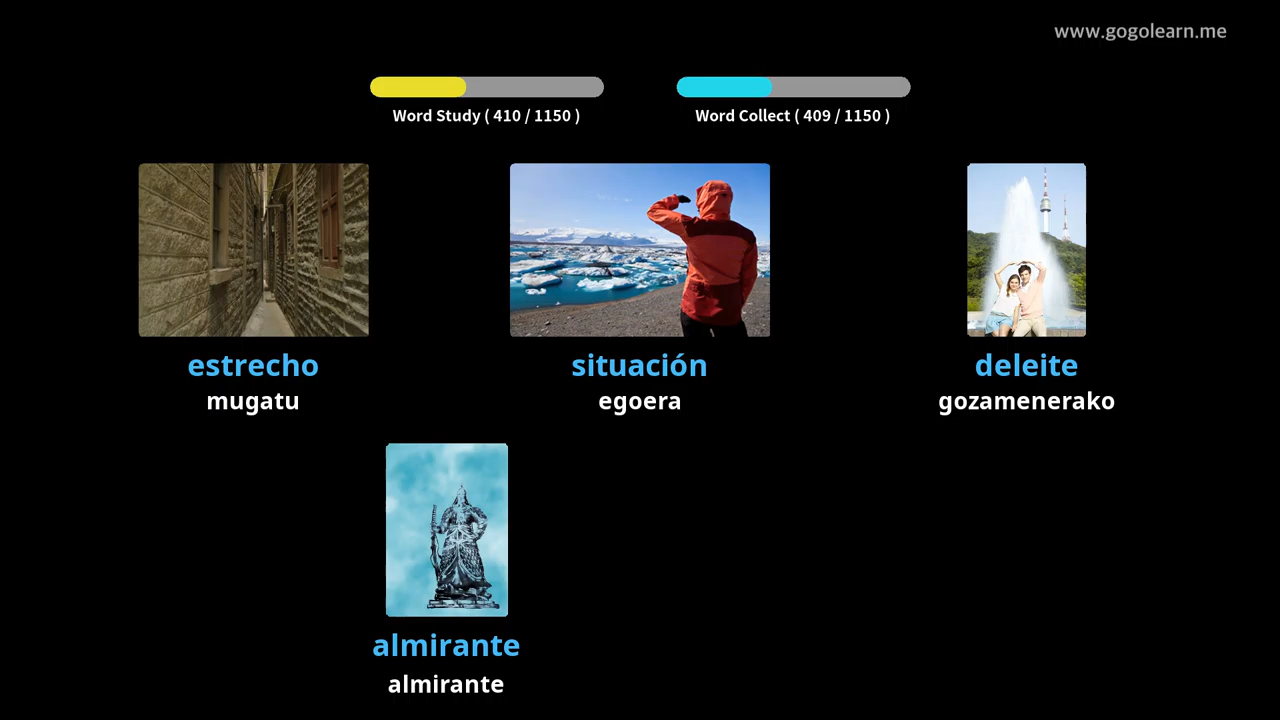 www.gogolearn.me
Word Study ( 410 / 1150 )
Word Collect ( 409 / 1150 )
estrecho
mugatu
situación
egoera
deleite
gozamenerako
almirante
almirante